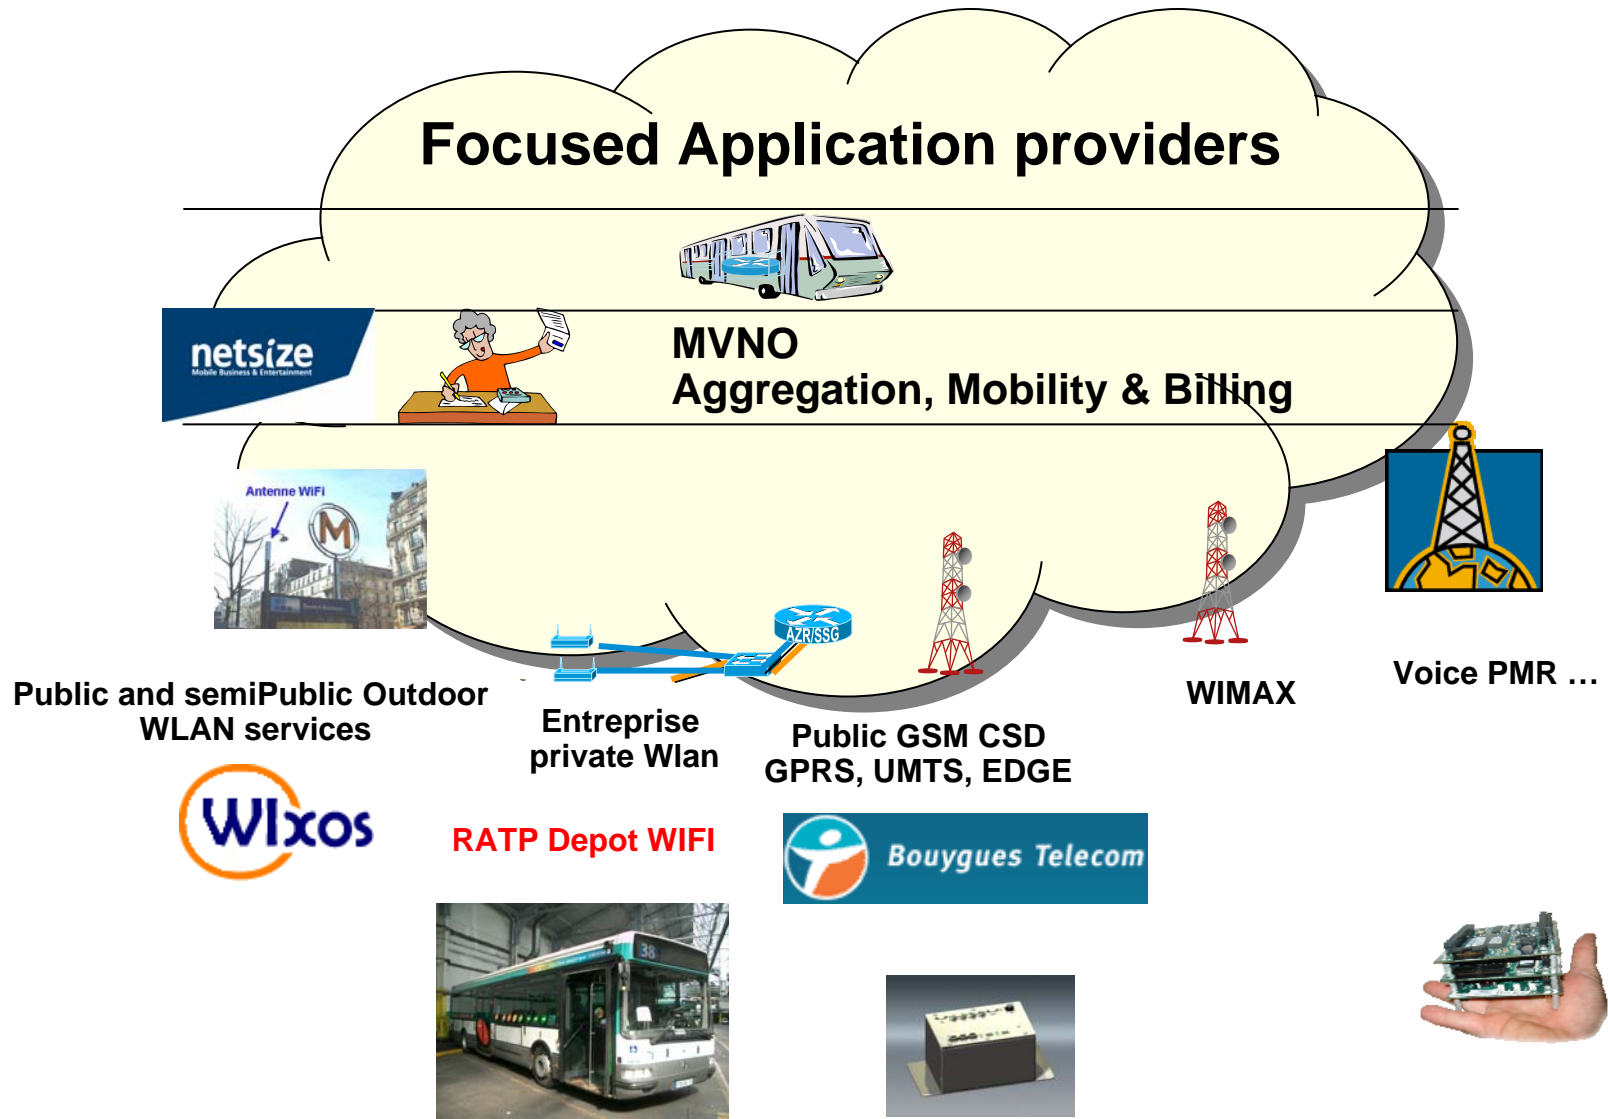 Focused Application providers
netsize
Mobile Business & Entertainment
MVNO
Aggregation, Mobility & Billing
Antenne WiFi
M
AZR/SSG
Public and semiPublic Outdoor
WLAN services
Entreprise
private Wlan
Public GSM CSD
GPRS, UMTS, EDGE
WIMAX
Voice PMR …
WIxos
RATP Depot WIFI
Bouygues Telecom
38